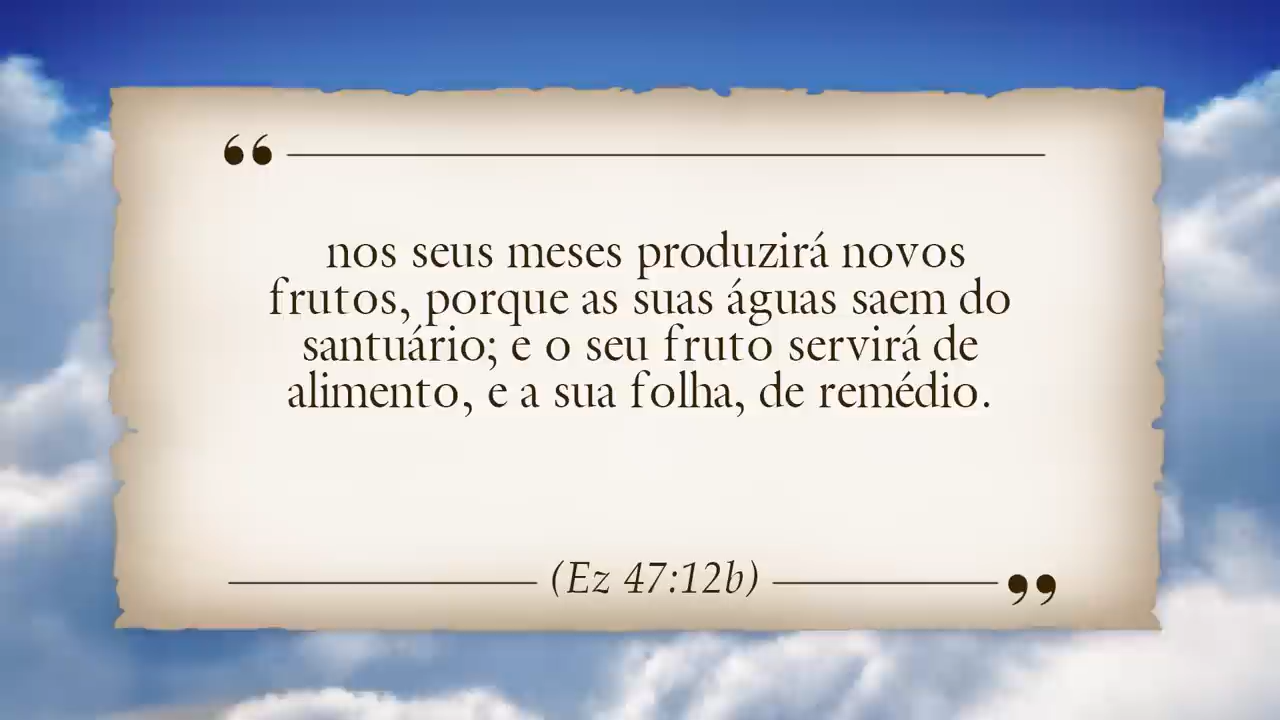 “
nos seus meses produzirá novos
frutos, porque as suas águas saem do
santuário; e o seu fruto servirá de
alimento, e a sua folha, de remédio.
(Ez 47:12b)
”